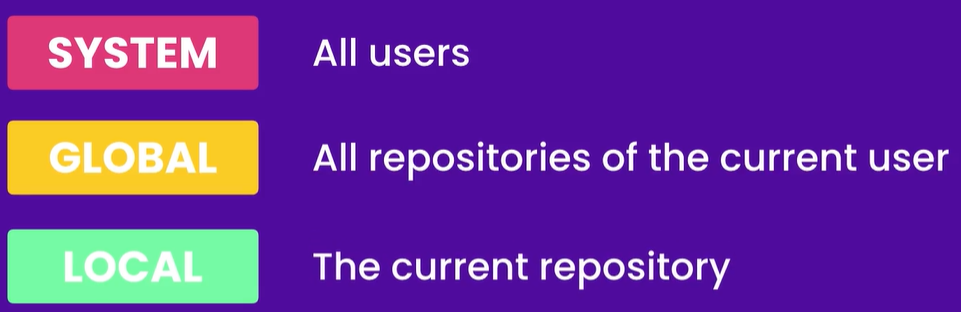 SYSTEM All users
GLOBAL All repositories of the current user
LOCAL The current repository